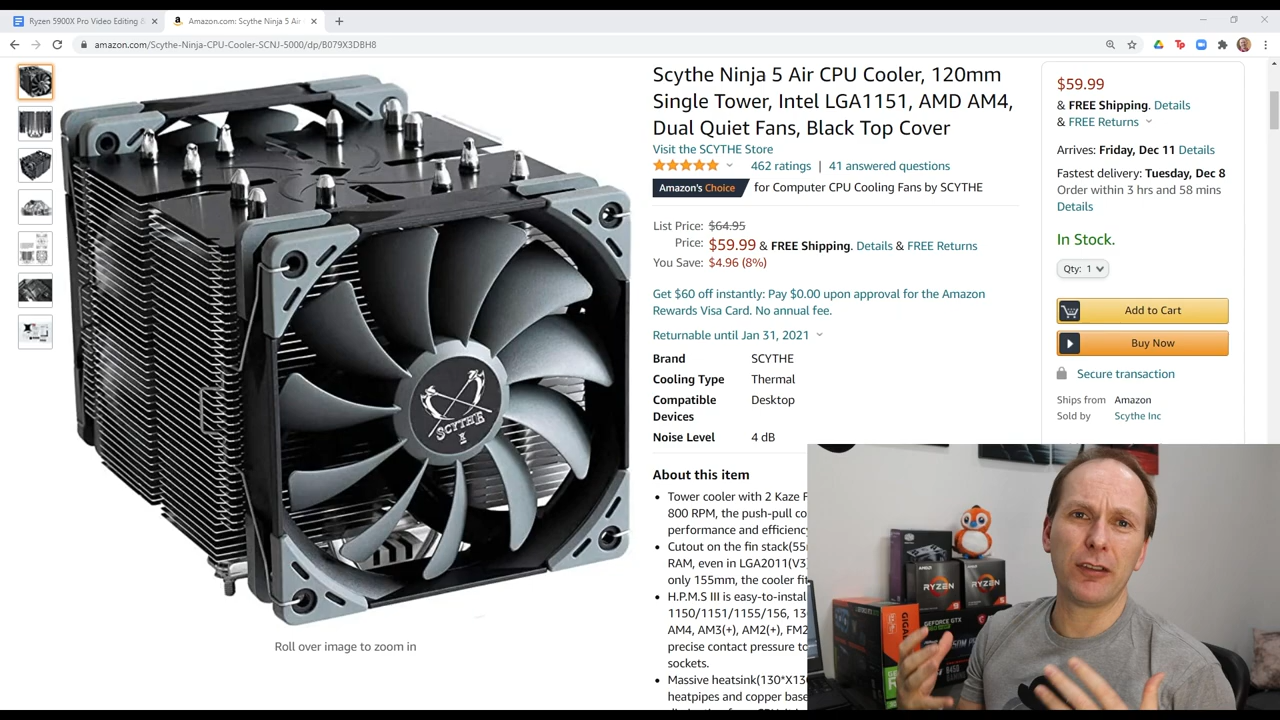 Ryzen 5900X Pro Video Editing &
Amazon.com: Scythe Ninja 5 Air
amazon.com/Scythe-Ninja-CPU-Cooler-SCNJ-5000/dp/B079X3DBH8
Scythe Ninja 5 Air CPU Cooler, 120mm
Single Tower, Intel LGA1151, AMD AM4,
Dual Quiet Fans, Black Top Cover
Visit the SCYTHE Store
462 ratings | 41 answered questions
Amazon's Choice for Computer CPU Cooling Fans by SCYTHE
List Price: $64.95
Price: $59.99 & FREE Shipping. Details & FREE Returns
You Save: $4.96 (8%)
Get $60 off instantly: Pay $0.00 upon approval for the Amazon
Rewards Visa Card. No annual fee.
Returnable until Jan 31, 2021
Brand SCYTHE
Cooling Type Thermal
Compatible Desktop
Devices
Noise Level 4 dB
About this item
Tower cooler with 2 Kaze F
800 RPM, the push-pull co
performance and efficiency
Cutout on the fin stack(55
RAM, even in LGA2011(V3
only 155mm, the cooler fit
H.P.M.S III is easy-to-instal
1150/1151/1155/156, 13
AM4, AM3(+), AM2(+), FM2
precise contact pressure to
sockets.
Massive heatsink(130*X13
heatpipes and copper base
$59.99
& FREE Shipping. Details
& FREE Returns
Arrives: Friday, Dec 11 Details
Fastest delivery: Tuesday, Dec 8
Order within 3 hrs and 58 mins
Details
In Stock.
Qty: 1
Add to Cart
Buy Now
Secure transaction
Ships from Amazon
Sold by Scythe Inc
SCYTHE
Roll over image to zoom in
RYZEN
RYZEN
GEFORCE GTX
B450